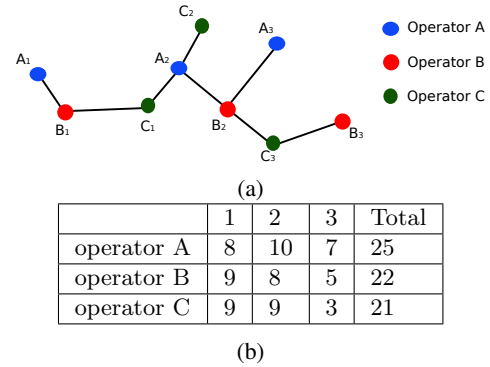 C₂
A₃
Operator A
A₁
A₂
Operator B
Operator C
B₁
C₁
B₂
B₃
C₃
(a)
1 2 3 Total
operator A 8 10 7 25
operator B 9 8 5 22
operator C 9 9 3 21
(b)